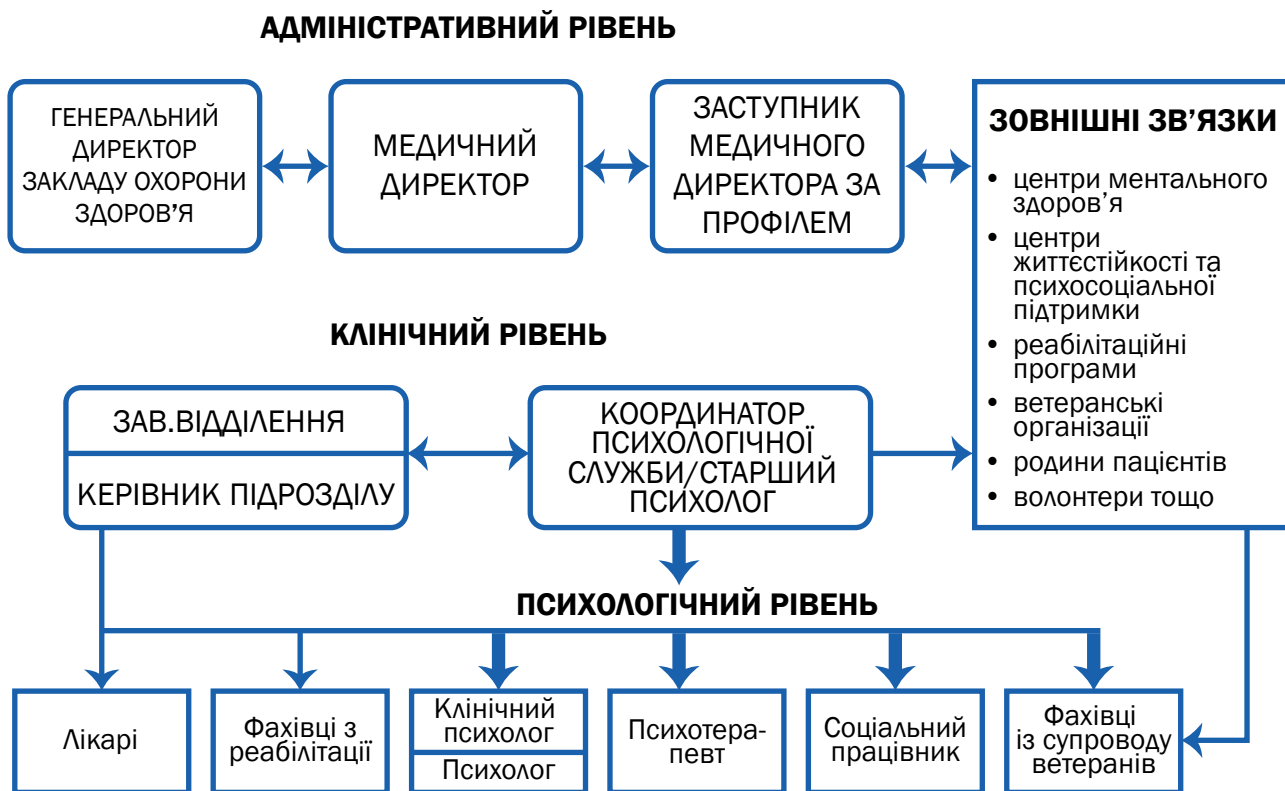 АДМІНІСТРАТИВНИЙ РІВЕНЬ
ГЕНЕРАЛЬНИЙ
ДИРЕКТОР
ЗАКЛАДУ ОХОРОНИ
ЗДОРОВ’Я
МЕДИЧНИЙ
ДИРЕКТОР
ЗАСТУПНИК
МЕДИЧНОГО
ДИРЕКТОРА ЗА
ПРОФІЛЕМ
ЗОВНІШНІ ЗВ’ЯЗКИ
• центри ментального
здоров’я
• центри
життєстійкості та
психосоціальної
підтримки
• реабілітаційні
програми
• ветеранські
організації
• родини пацієнтів
• волонтери тощо
КЛІНІЧНИЙ РІВЕНЬ
ЗАВ.ВІДДІЛЕННЯ
КЕРІВНИК ПІДРОЗДІЛУ
КООРДИНАТОР
ПСИХОЛОГІЧНОЇ
СЛУЖБИ/СТАРШИЙ
ПСИХОЛОГ
ПСИХОЛОГІЧНИЙ РІВЕНЬ
Лікарі
Фахівці з
реабілітації
Клінічний
психолог
Психолог
Психотера-
певт
Соціальний
працівник
Фахівці
із супроводу
ветеранів